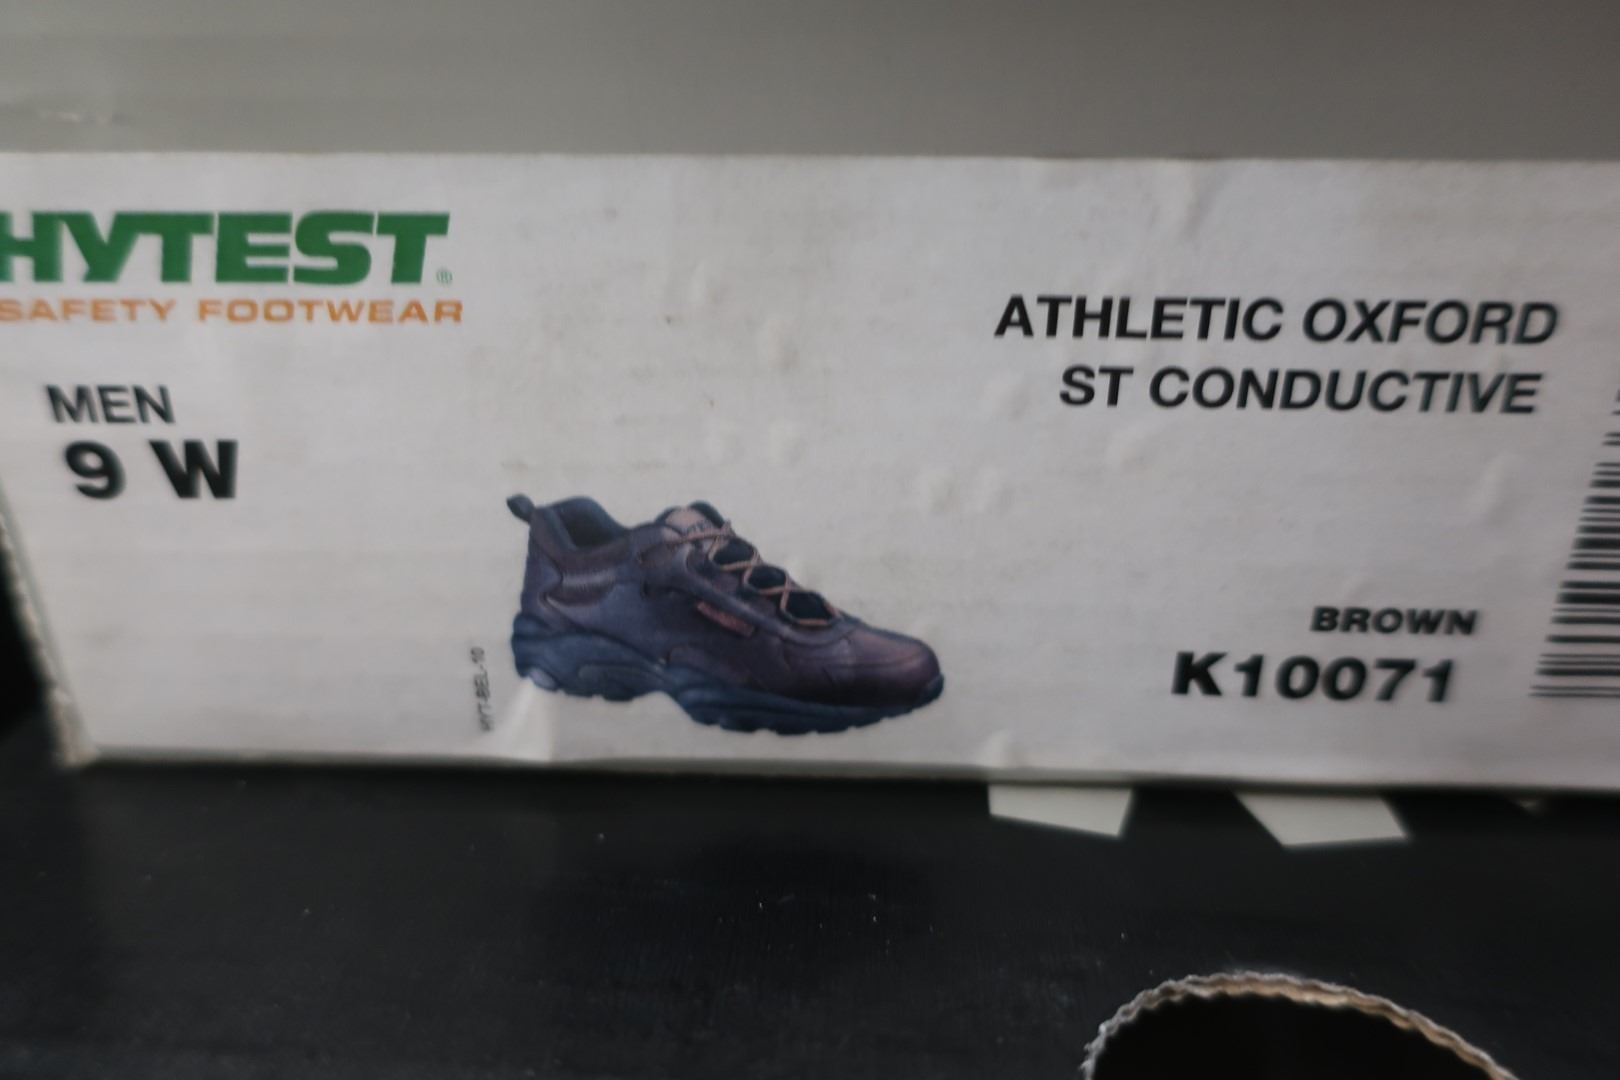 HYTEST®
SAFETY FOOTWEAR
MEN
9 W
ATHLETIC OXFORD
ST CONDUCTIVE
BROWN
K10071